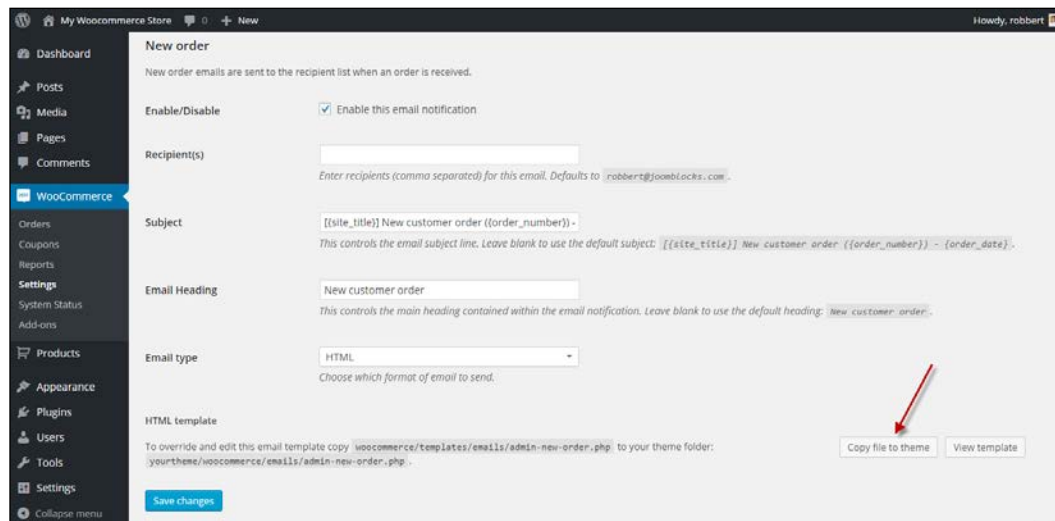 My Woocommerce Store 0 + New Howdy, robbert
Dashboard
Posts
Media
Pages
Comments
WooCommerce
Orders
Coupons
Reports
Settings
System Status
Add-ons
Products
Appearance
Plugins
Users
Tools
Settings
Collapse menu
New order
New order emails are sent to the recipient list when an order is received.
Enable/Disable Enable this email notification
Recipient(s)
Enter recipients (comma separated) for this email. Defaults to robbert@joomblocks.com.
Subject [{site_title}] New customer order ({order_number}) -
This controls the email subject line. Leave blank to use the default subject: [{site_title}] New customer order ({order_number}) - {order_date}.
Email Heading New customer order
This controls the main heading contained within the email notification. Leave blank to use the default heading: New customer order.
Email type HTML
Choose which format of email to send.
HTML template
To override and edit this email template copy woocommerce/templates/emails/admin-new-order.php to your theme folder: Copy file to theme View template
yourtheme/woocommerce/emails/admin-new-order.php.
Save changes